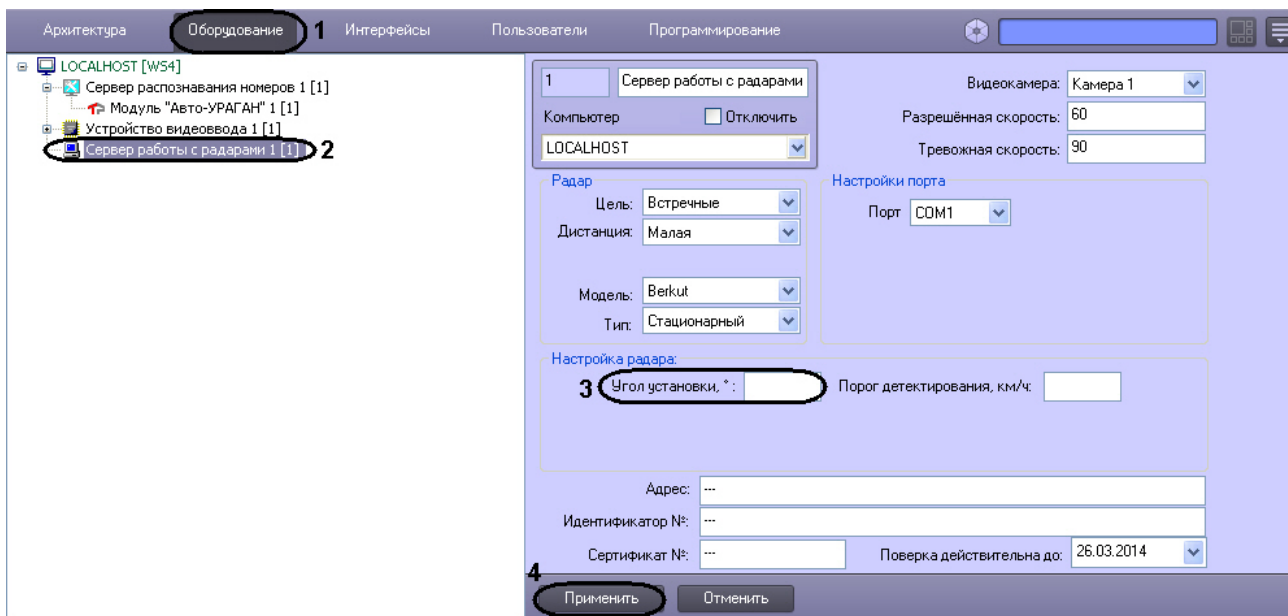 Архитектура Оборудование 1 Интерфейсы Пользователи Программирование
LOCALHOST [WS4]
Сервер распознавания номеров 1 [1]
Модуль "Авто-УРАГАН" 1 [1]
Устройство видеоввода 1 [1]
Сервер работы с радарами 1 [1] 2
1 Сервер работы с радарами
Компьютер Отключить
LOCALHOST
Видеокамера: Камера 1
Разрешённая скорость: 60
Тревожная скорость: 90
Радар
Цель: Встречные
Дистанция: Малая
Модель: Berkut
Тип: Стационарный
Настройки порта
Порт COM1
Настройка радара:
3 Угол установки, ° : Порог детектирования, км/ч:
Адрес: ---
Идентификатор №: ---
Сертификат №: --- Поверка действительна до: 26.03.2014
4
Применить Отменить